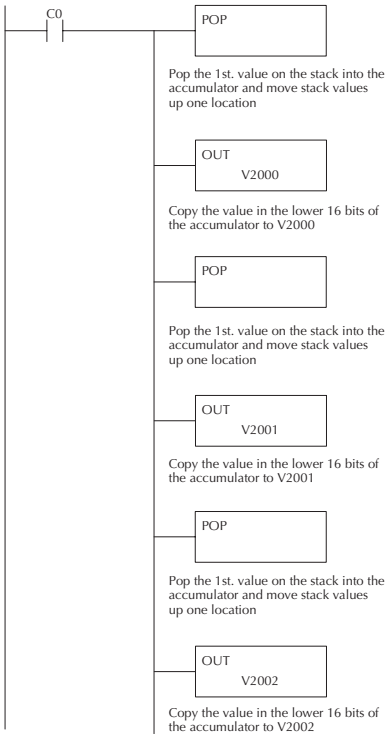 C0
POP
Pop the 1st. value on the stack into the
accumulator and move stack values
up one location
OUT
V2000
Copy the value in the lower 16 bits of
the accumulator to V2000
POP
Pop the 1st. value on the stack into the
accumulator and move stack values
up one location
OUT
V2001
Copy the value in the lower 16 bits of
the accumulator to V2001
POP
Pop the 1st. value on the stack into the
accumulator and move stack values
up one location
OUT
V2002
Copy the value in the lower 16 bits of
the accumulator to V2002